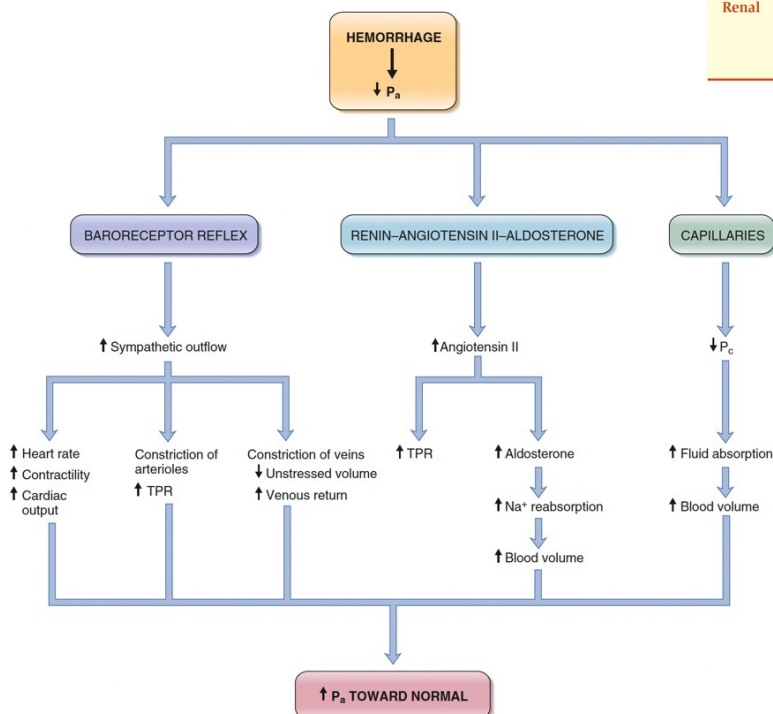 Renal
HEMORRHAGE
↓ Pₐ
BARORECEPTOR REFLEX
RENIN–ANGIOTENSIN II–ALDOSTERONE
CAPILLARIES
↑ Sympathetic outflow
↑ Angiotensin II
↓ P꜀
↑ Heart rate
↑ Contractility
↑ Cardiac
output
Constriction of
arterioles
↑ TPR
Constriction of veins
↓ Unstressed volume
↑ Venous return
↑ TPR
↑ Aldosterone
↑ Na⁺ reabsorption
↑ Blood volume
↑ Fluid absorption
↑ Blood volume
↑ Pₐ TOWARD NORMAL